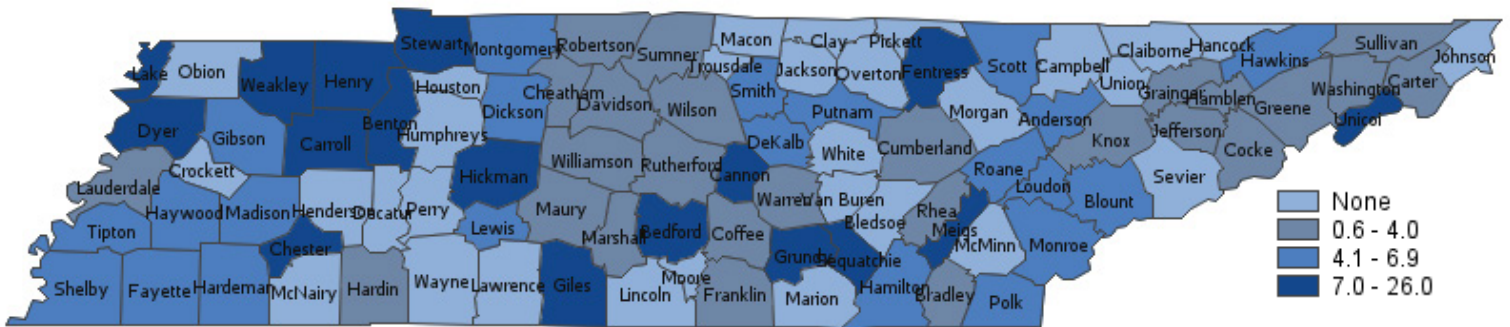 Stewart Montgomery Robertson Sumner Macon Clay Pickett Claiborne Hancock Sullivan Johnson
Lake Obion Weakley Henry Houston Trousdale Jackson Overton Fentress Scott Campbell Union Hawkins Washington Carter
Dickson Cheatham Davidson Wilson Smith Putnam Morgan Anderson Grainger Hamblen Greene Unicoi
Dyer Gibson Carroll Benton Humphreys DeKalb White Cumberland Knox Jefferson Cocke
Lauderdale Crockett Hickman Williamson Rutherford Cannon Roane Loudon Sevier
Tipton Haywood Madison Henderson Decatur Perry Lewis Maury Warren Van Buren Bledsoe Rhea Blount
Chester Marshall Bedford Coffee Grundy Sequatchie Meigs McMinn Monroe
Shelby Fayette Hardeman McNairy Hardin Wayne Lawrence Giles Lincoln Moore Franklin Marion Hamilton Bradley Polk
None
0.6 - 4.0
4.1 - 6.9
7.0 - 26.0